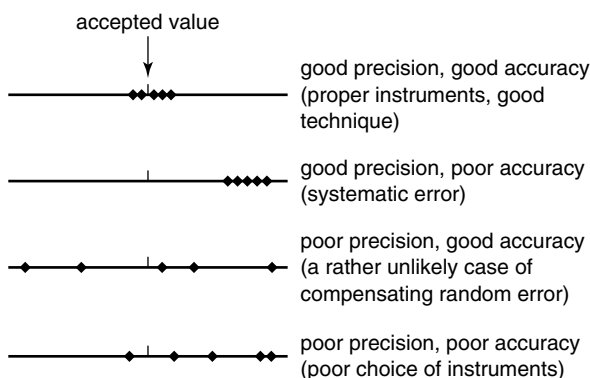 accepted value
good precision, good accuracy
(proper instruments, good
technique)
good precision, poor accuracy
(systematic error)
poor precision, good accuracy
(a rather unlikely case of
compensating random error)
poor precision, poor accuracy
(poor choice of instruments)